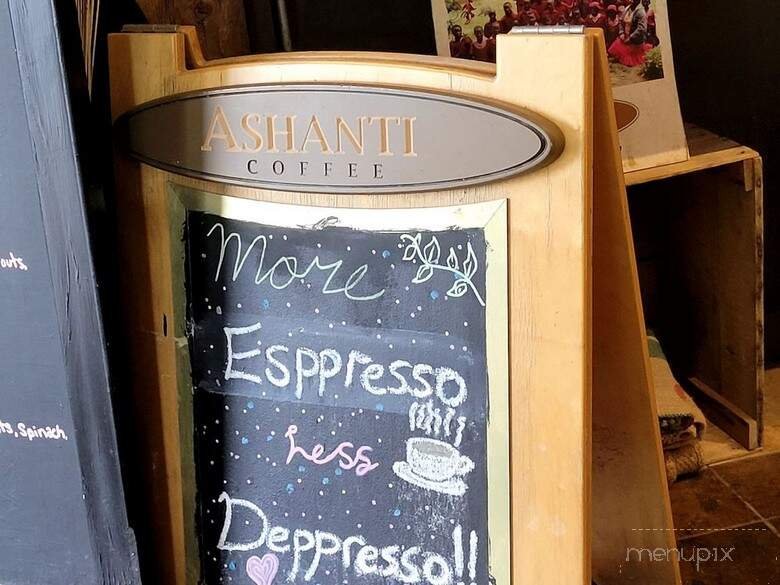 ASHANTI
COFFEE
More
Esppresso
Less
Deppresso!!
outs,
ts, Spinach,
menupix